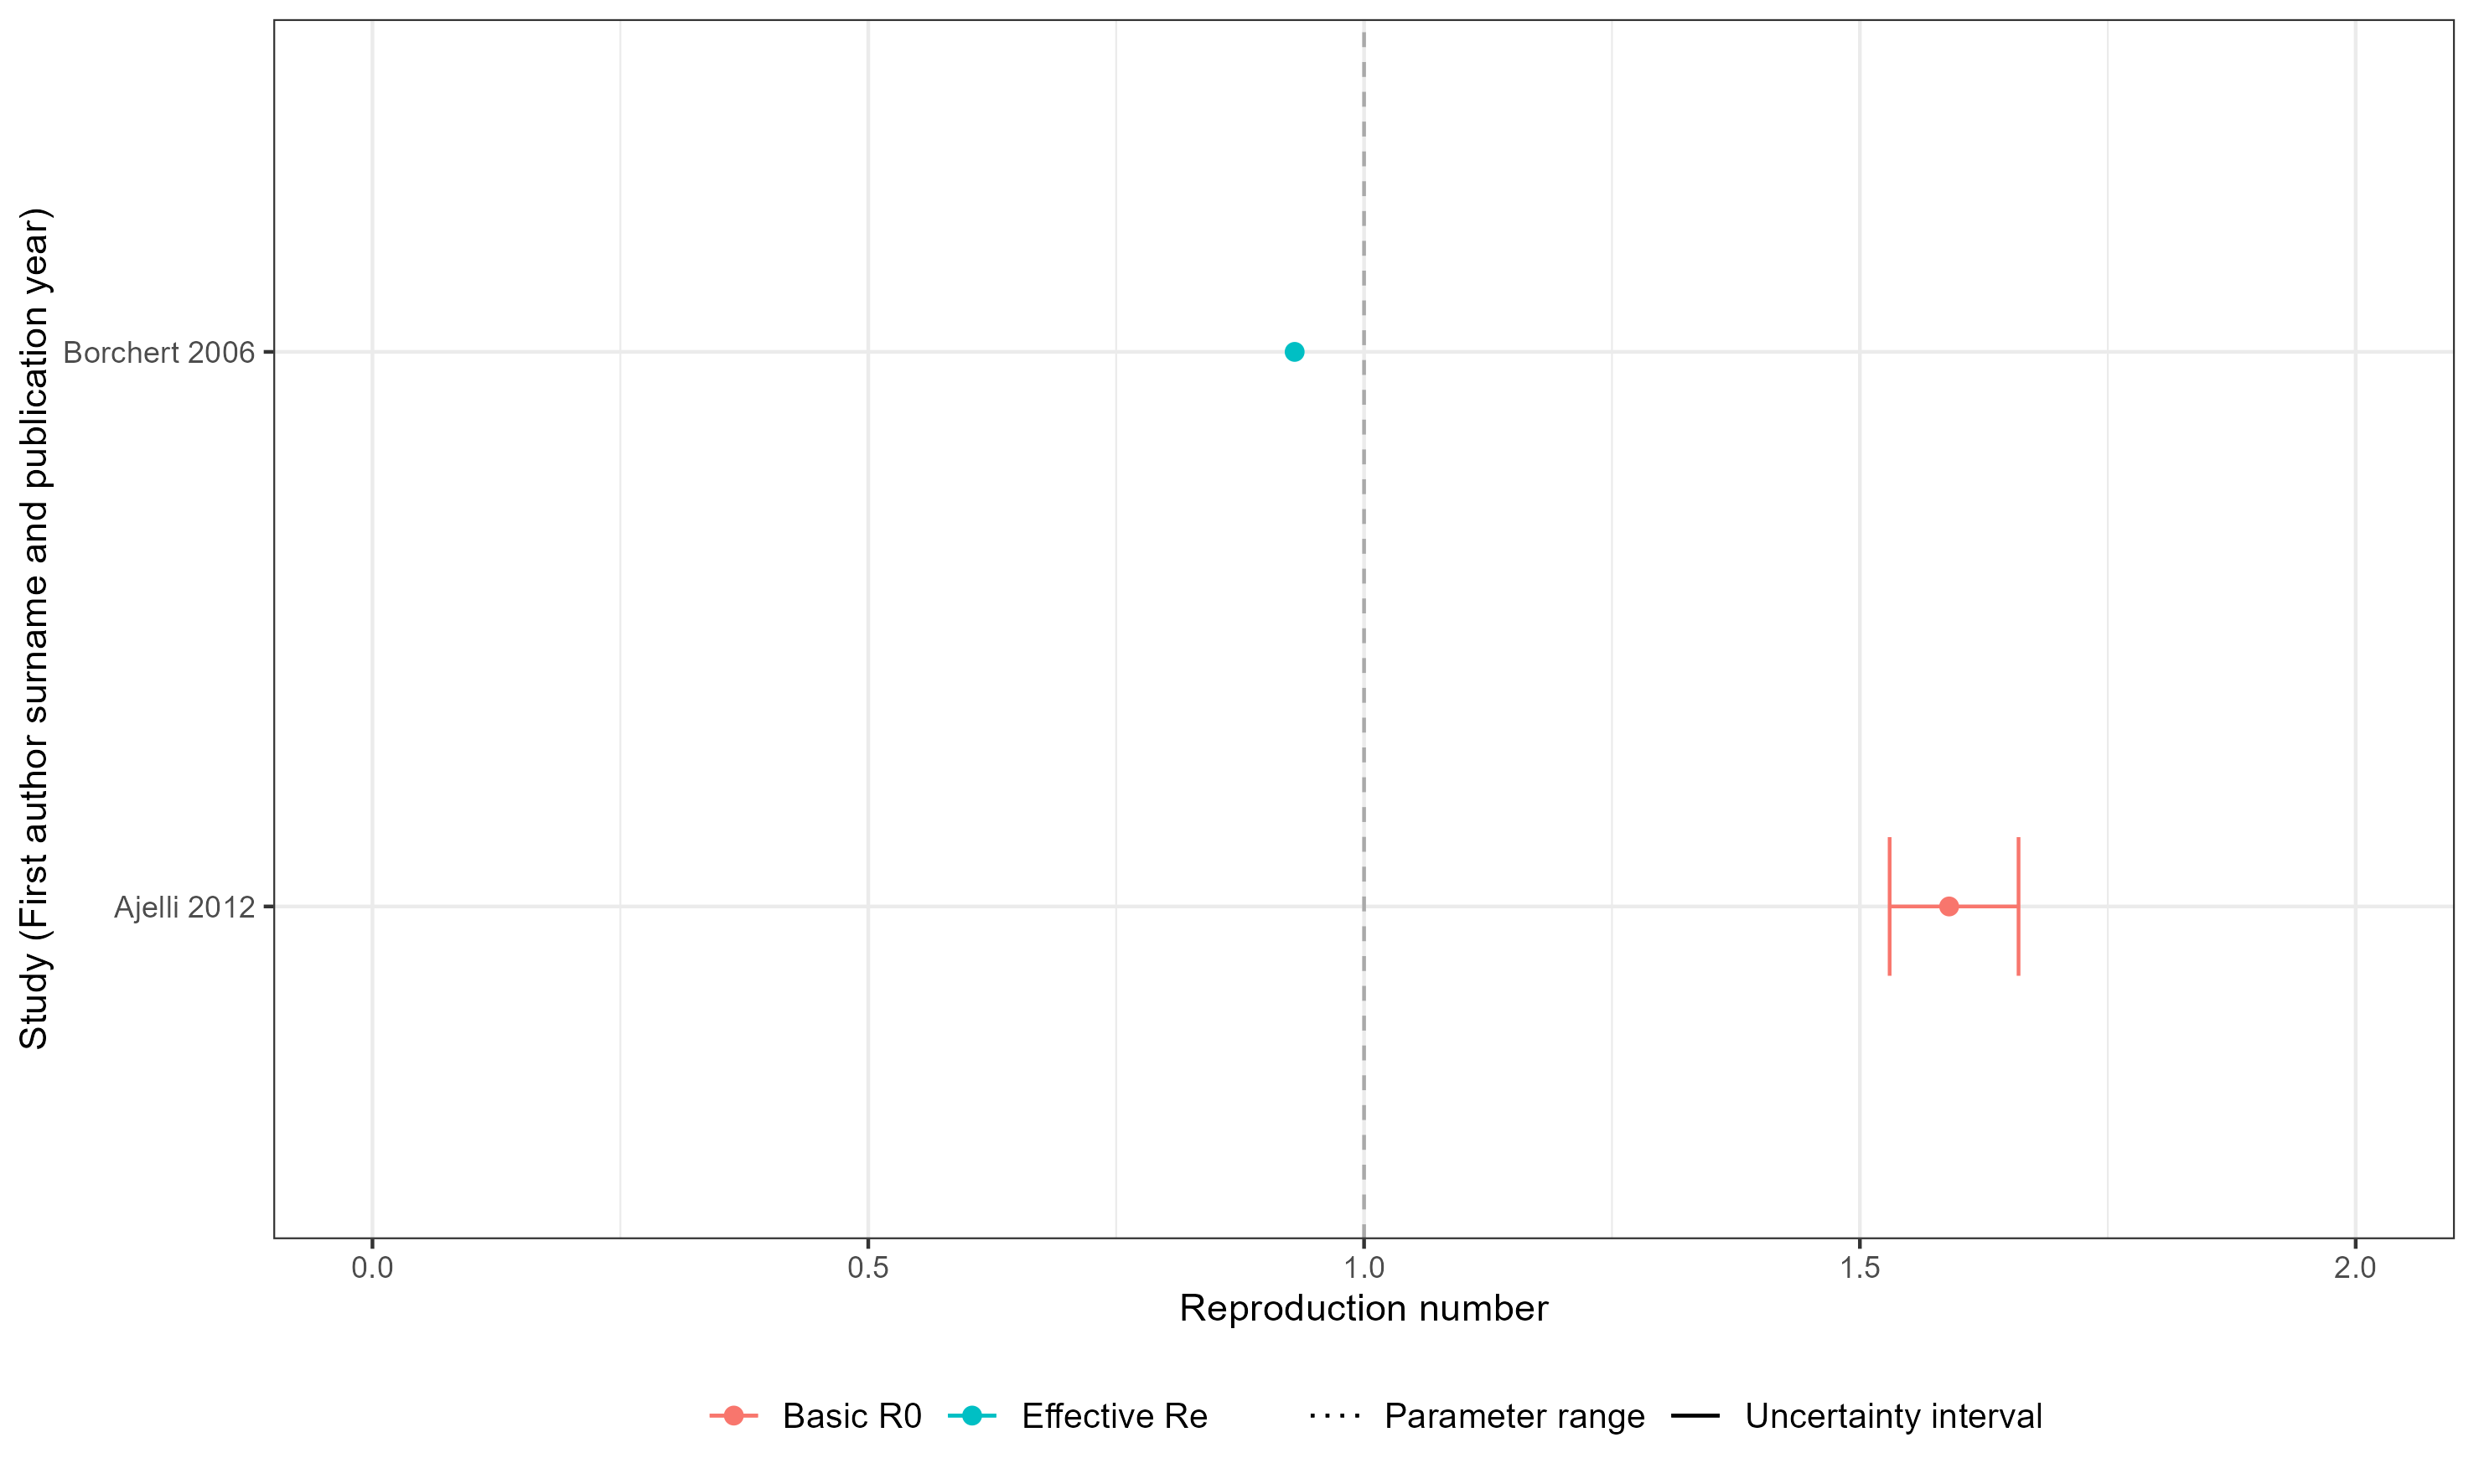 Study (First author surname and publication year)
Borchert 2006
Ajelli 2012
0.0 0.5 1.0 1.5 2.0
Reproduction number
Basic R0 Effective Re Parameter range Uncertainty interval